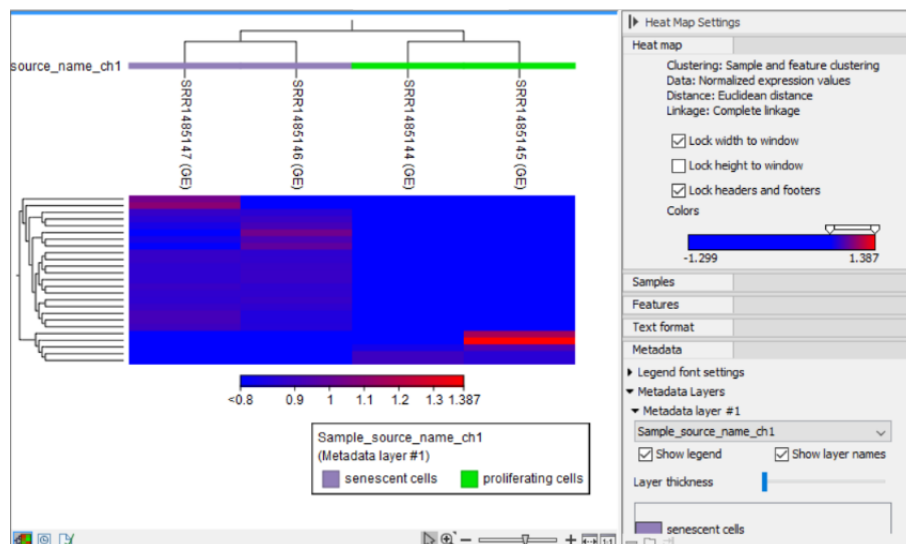 source_name_ch1
SRR1485147 (GE)
SRR1485146 (GE)
SRR1485144 (GE)
SRR1485145 (GE)
<0.8 0.9 1 1.1 1.2 1.3 1.387
Sample_source_name_ch1
(Metadata layer #1)
senescent cells proliferating cells
Heat Map Settings
Heat map
Clustering: Sample and feature clustering
Data: Normalized expression values
Distance: Euclidean distance
Linkage: Complete linkage
Lock width to window
Lock height to window
Lock headers and footers
Colors
-1.299 1.387
Samples
Features
Text format
Metadata
Legend font settings
Metadata Layers
Metadata layer #1
Sample_source_name_ch1
Show legend Show layer names
Layer thickness
senescent cells